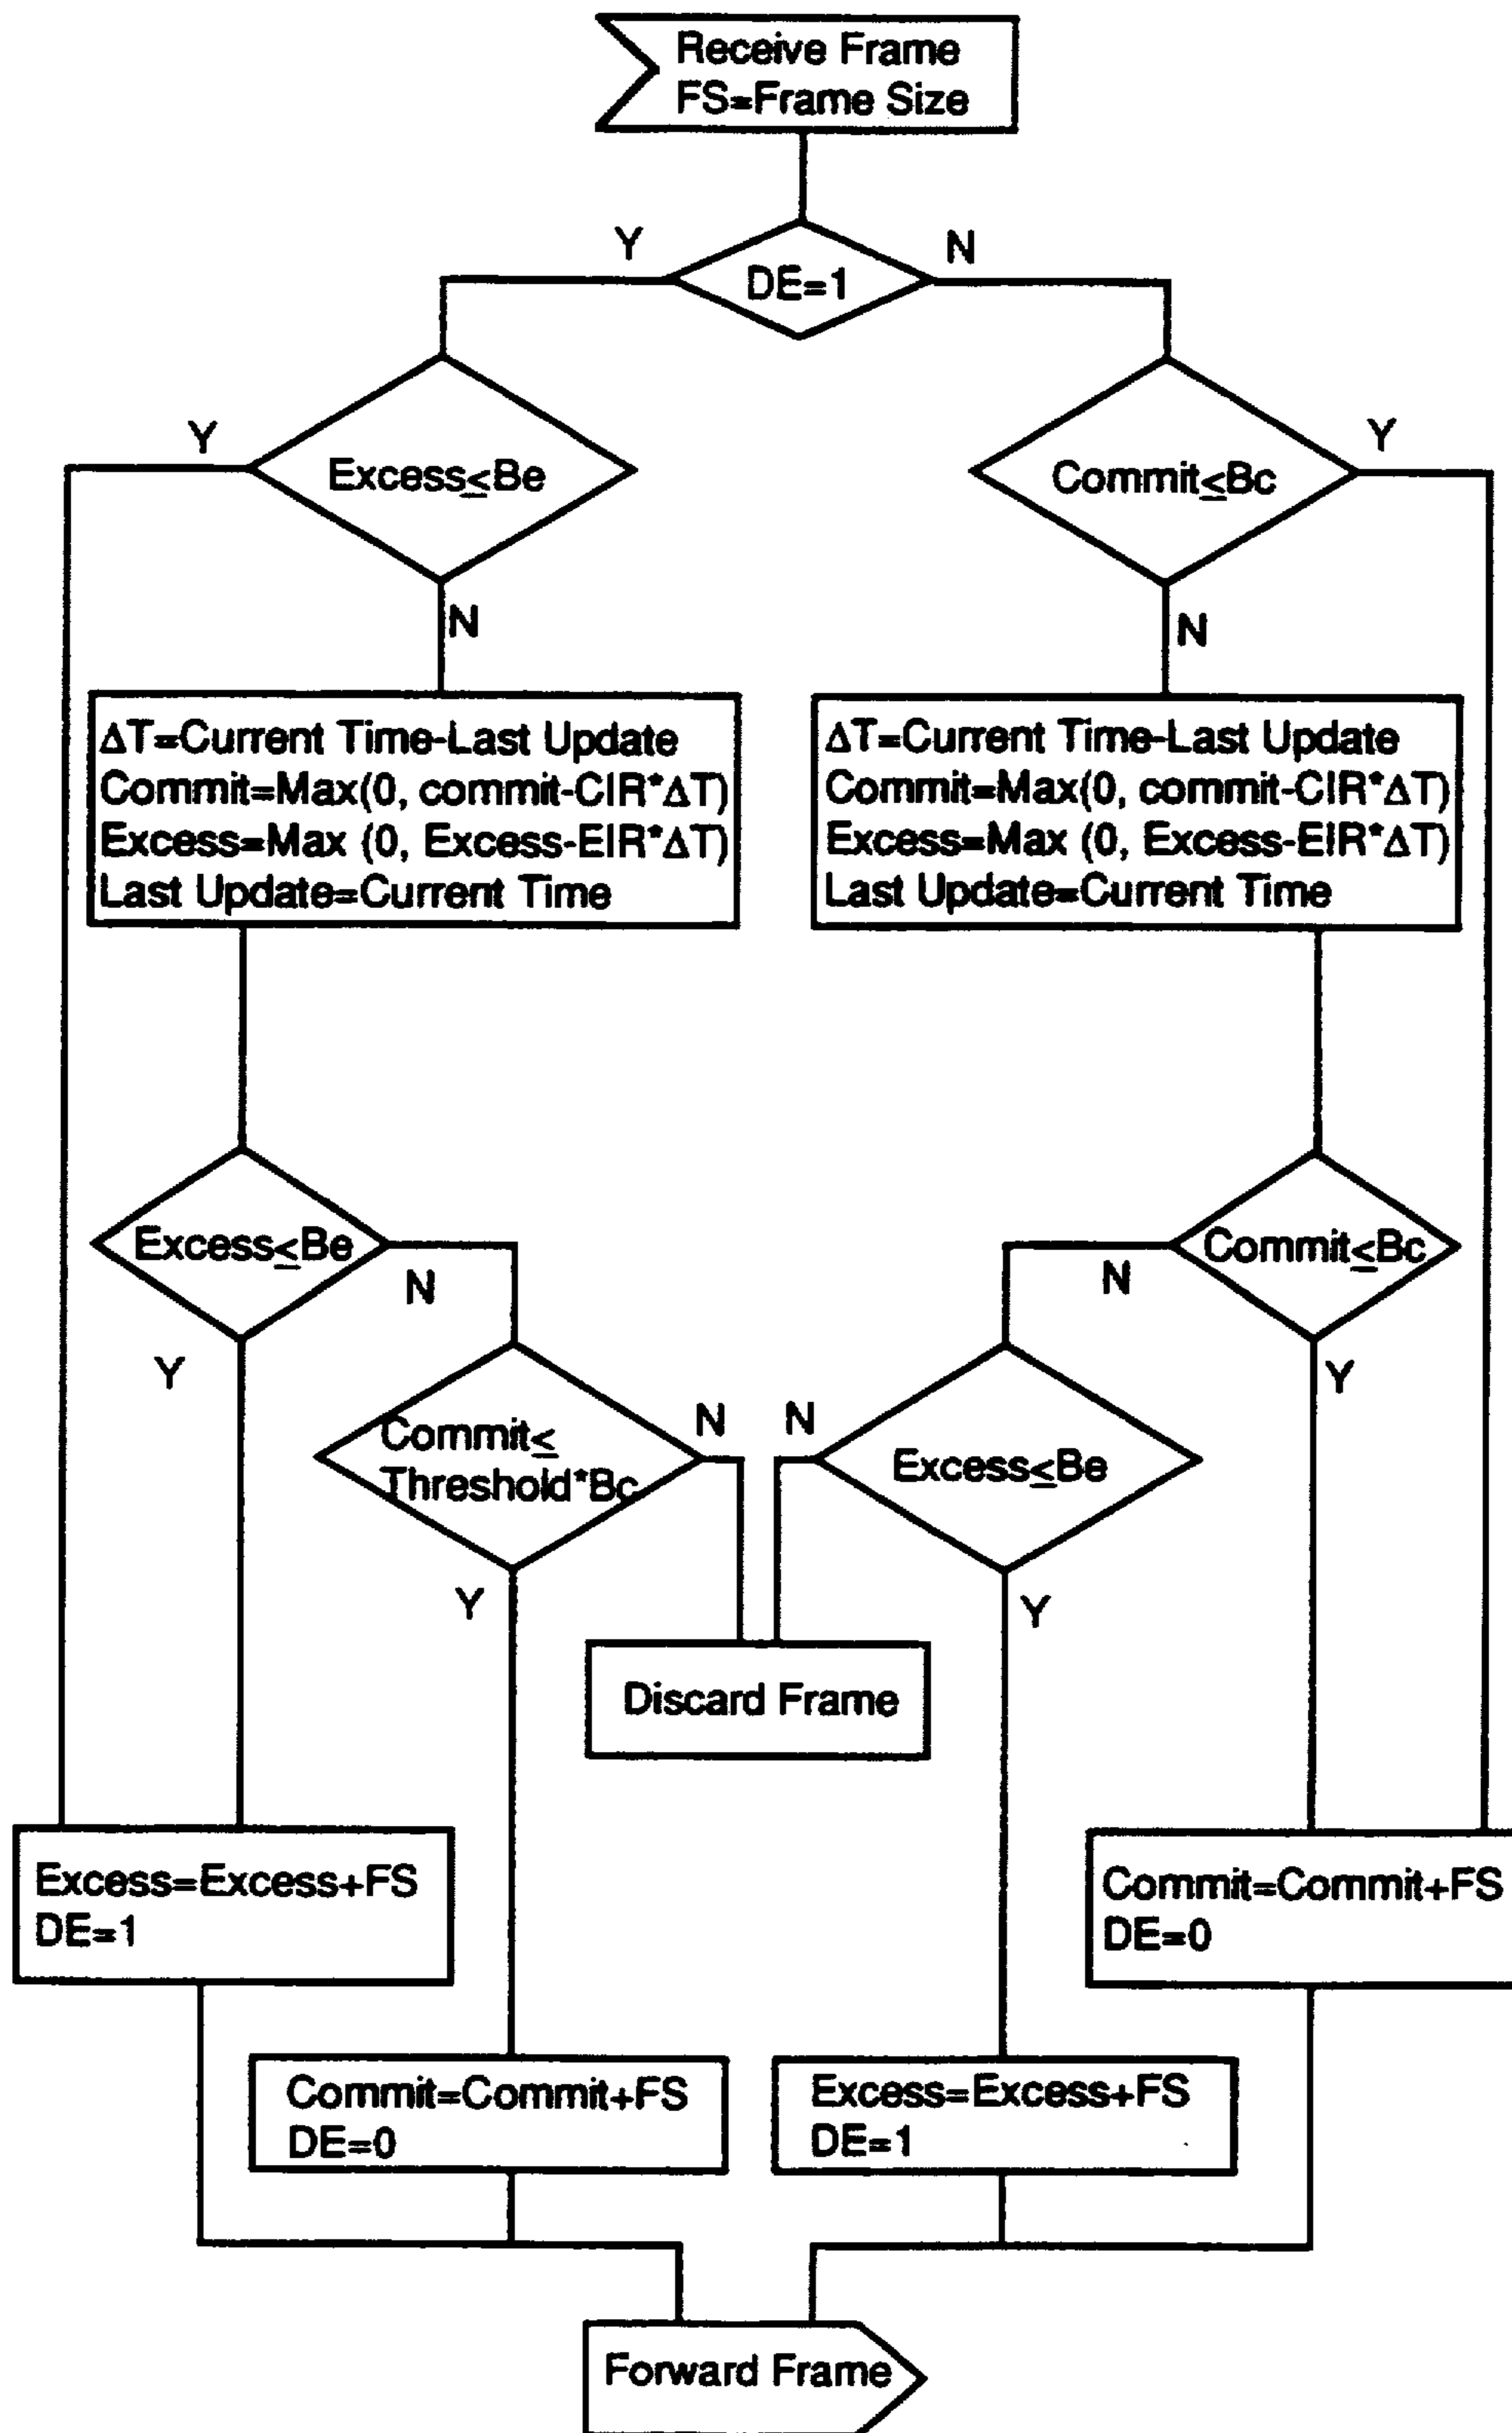 Receive Frame
FS=Frame Size
Y
N
DE=1
Y
Excess≤Be
Commit≤Bc
Y
N
N
ΔT=Current Time-Last Update
Commit=Max(0, commit-CIR*ΔT)
Excess=Max (0, Excess-EIR*ΔT)
Last Update=Current Time
ΔT=Current Time-Last Update
Commit=Max(0, commit-CIR*ΔT)
Excess=Max (0, Excess-EIR*ΔT)
Last Update=Current Time
Excess≤Be
N
Y
Commit≤Bc
N
Y
Commit≤
Threshold*Bc
N
Y
N
Excess≤Be
Y
Discard Frame
Excess=Excess+FS
DE=1
Commit=Commit+FS
DE=0
Commit=Commit+FS
DE=0
Excess=Excess+FS
DE=1
Forward Frame